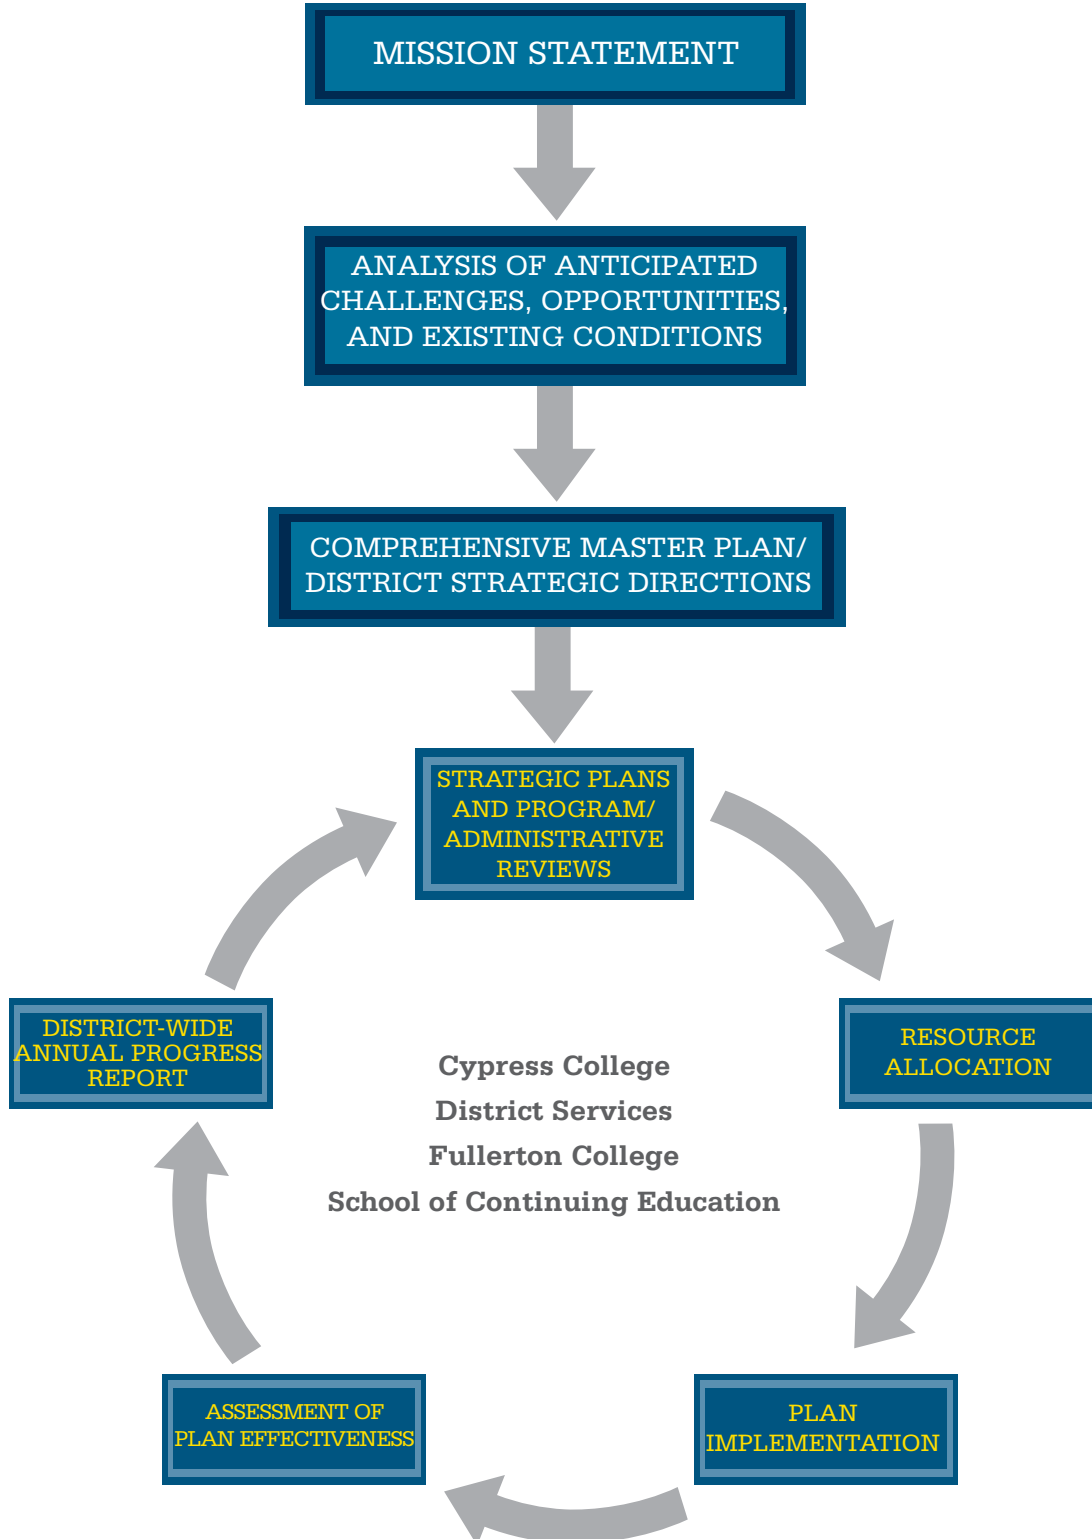 MISSION STATEMENT
ANALYSIS OF ANTICIPATED
CHALLENGES, OPPORTUNITIES,
AND EXISTING CONDITIONS
COMPREHENSIVE MASTER PLAN/
DISTRICT STRATEGIC DIRECTIONS
STRATEGIC PLANS
AND PROGRAM/
ADMINISTRATIVE
REVIEWS
RESOURCE
ALLOCATION
PLAN
IMPLEMENTATION
ASSESSMENT OF
PLAN EFFECTIVENESS
DISTRICT-WIDE
ANNUAL PROGRESS
REPORT
Cypress College
District Services
Fullerton College
School of Continuing Education